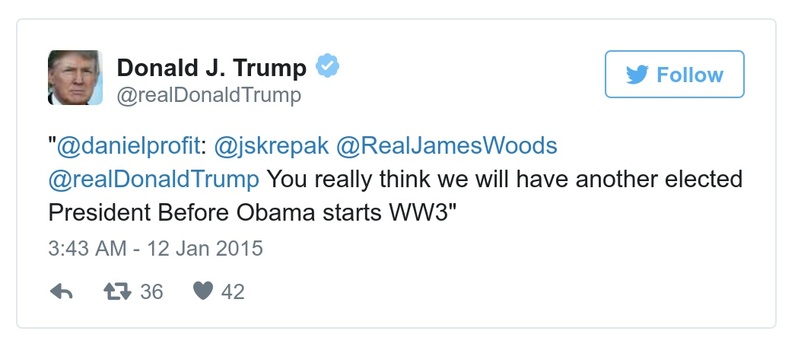 Donald J. Trump
@realDonaldTrump
Follow
"@danielprofit: @jskrepak @RealJamesWoods
@realDonaldTrump You really think we will have another elected
President Before Obama starts WW3"
3:43 AM - 12 Jan 2015
36 42